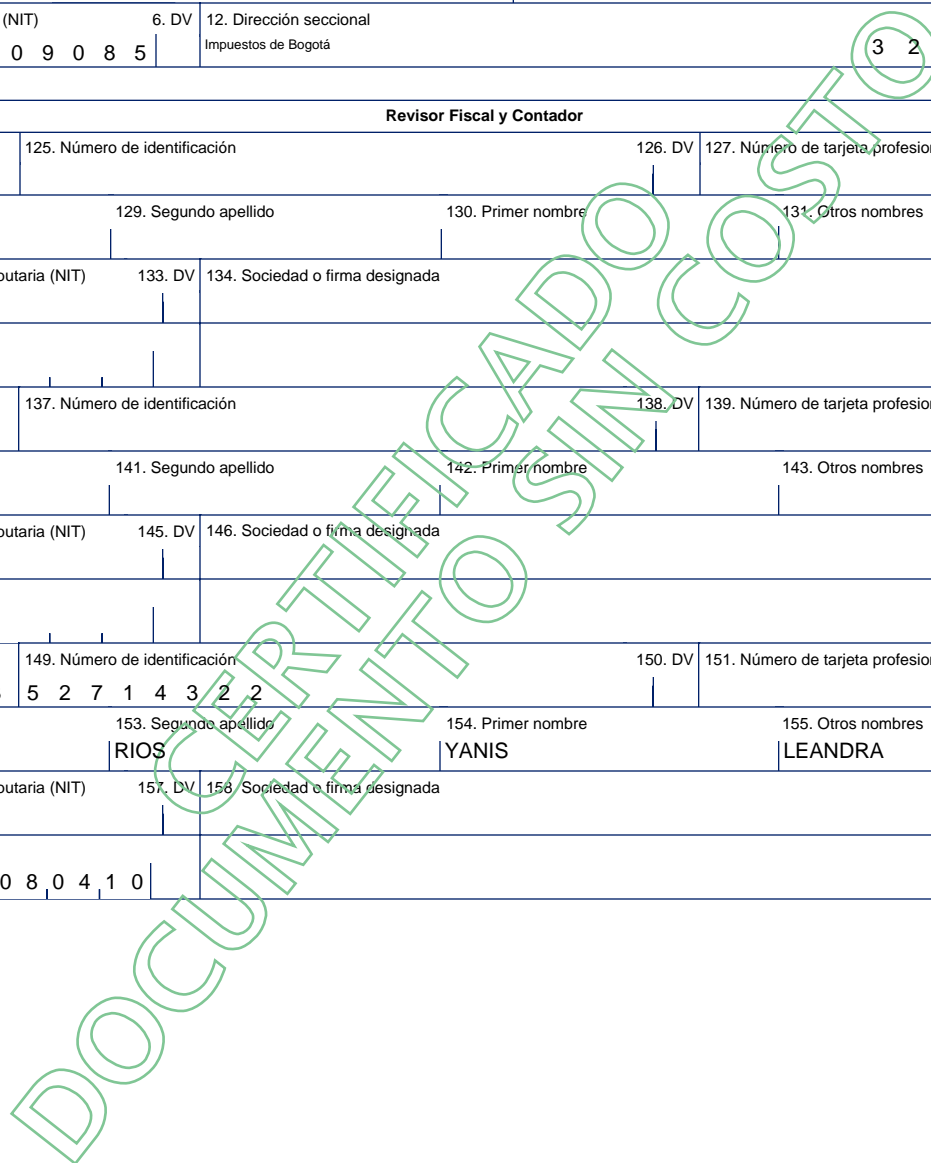 (NIT) 6. DV 12. Dirección seccional
Impuestos de Bogotá
0 9 0 8 5 3 2
Revisor Fiscal y Contador
125. Número de identificación 126. DV 127. Número de tarjeta profesion
129. Segundo apellido 130. Primer nombre 131. Otros nombres
butaria (NIT) 133. DV 134. Sociedad o firma designada
137. Número de identificación 138. DV 139. Número de tarjeta profesion
141. Segundo apellido 142. Primer nombre 143. Otros nombres
butaria (NIT) 145. DV 146. Sociedad o firma designada
149. Número de identificación 150. DV 151. Número de tarjeta profesion
5 2 7 1 4 3 2 2
153. Segundo apellido 154. Primer nombre 155. Otros nombres
RIOS YANIS LEANDRA
butaria (NIT) 157. DV 158. Sociedad o firma designada
0 8 0 4 1 0
CERTIFICADO
DOCUMENTO SIN COSTO